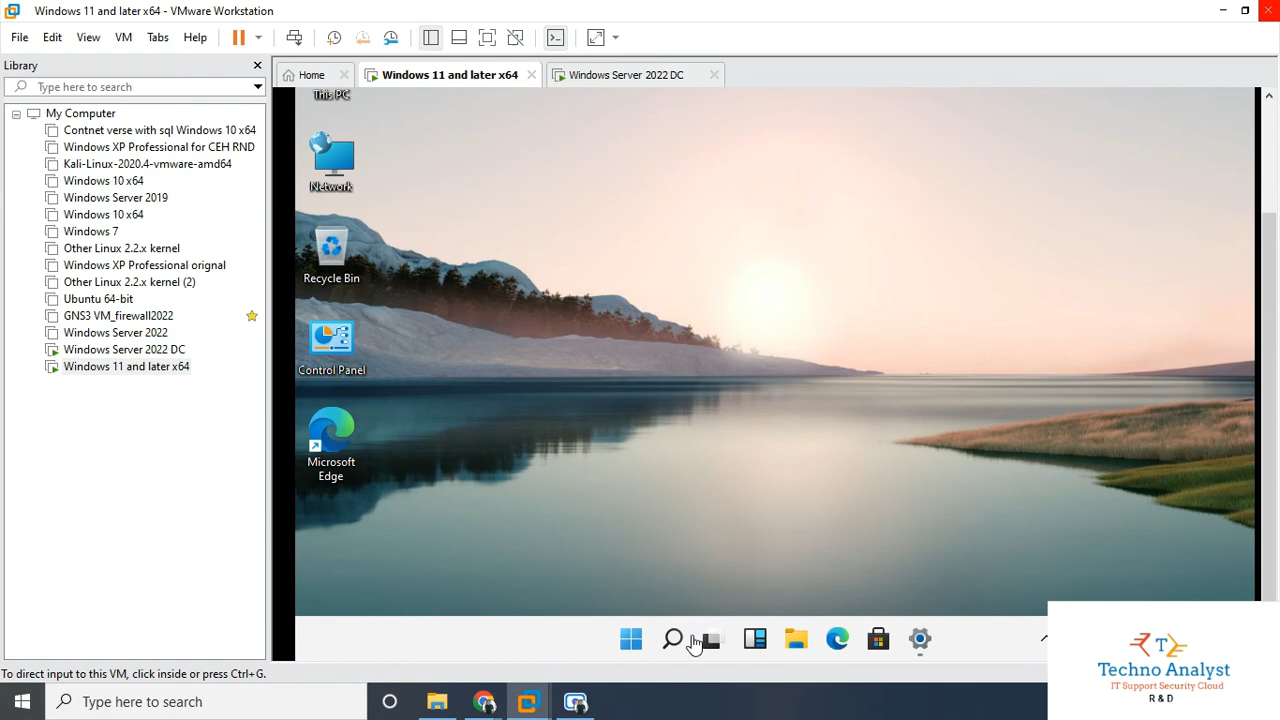 Windows 11 and later x64 - VMware Workstation
File Edit View VM Tabs Help
Library
Type here to search
My Computer
Contnet verse with sql Windows 10 x64
Windows XP Professional for CEH RND
Kali-Linux-2020.4-vmware-amd64
Windows 10 x64
Windows Server 2019
Windows 10 x64
Windows 7
Other Linux 2.2.x kernel
Windows XP Professional orignal
Other Linux 2.2.x kernel (2)
Ubuntu 64-bit
GNS3 VM_firewall2022
Windows Server 2022
Windows Server 2022 DC
Windows 11 and later x64
Home
Windows 11 and later x64
Windows Server 2022 DC
This PC
Network
Recycle Bin
Control Panel
Microsoft
Edge
To direct input to this VM, click inside or press Ctrl+G.
Type here to search
TZ
Techno Analyst
IT Support Security Cloud
R & D